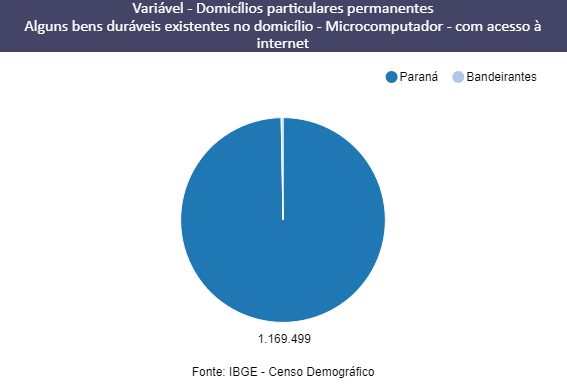 Variável - Domicílios particulares permanentes
Alguns bens duráveis existentes no domicílio - Microcomputador - com acesso à
internet
Paraná Bandeirantes
1.169.499
Fonte: IBGE - Censo Demográfico